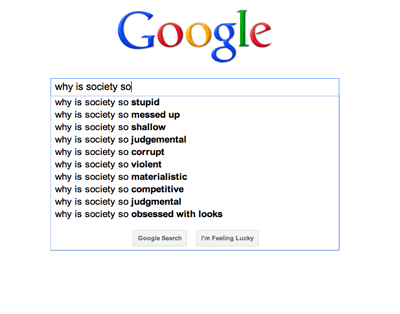 Google
why is society so
why is society so stupid
why is society so messed up
why is society so shallow
why is society so judgemental
why is society so corrupt
why is society so violent
why is society so materialistic
why is society so competitive
why is society so judgmental
why is society so obsessed with looks
Google Search I'm Feeling Lucky